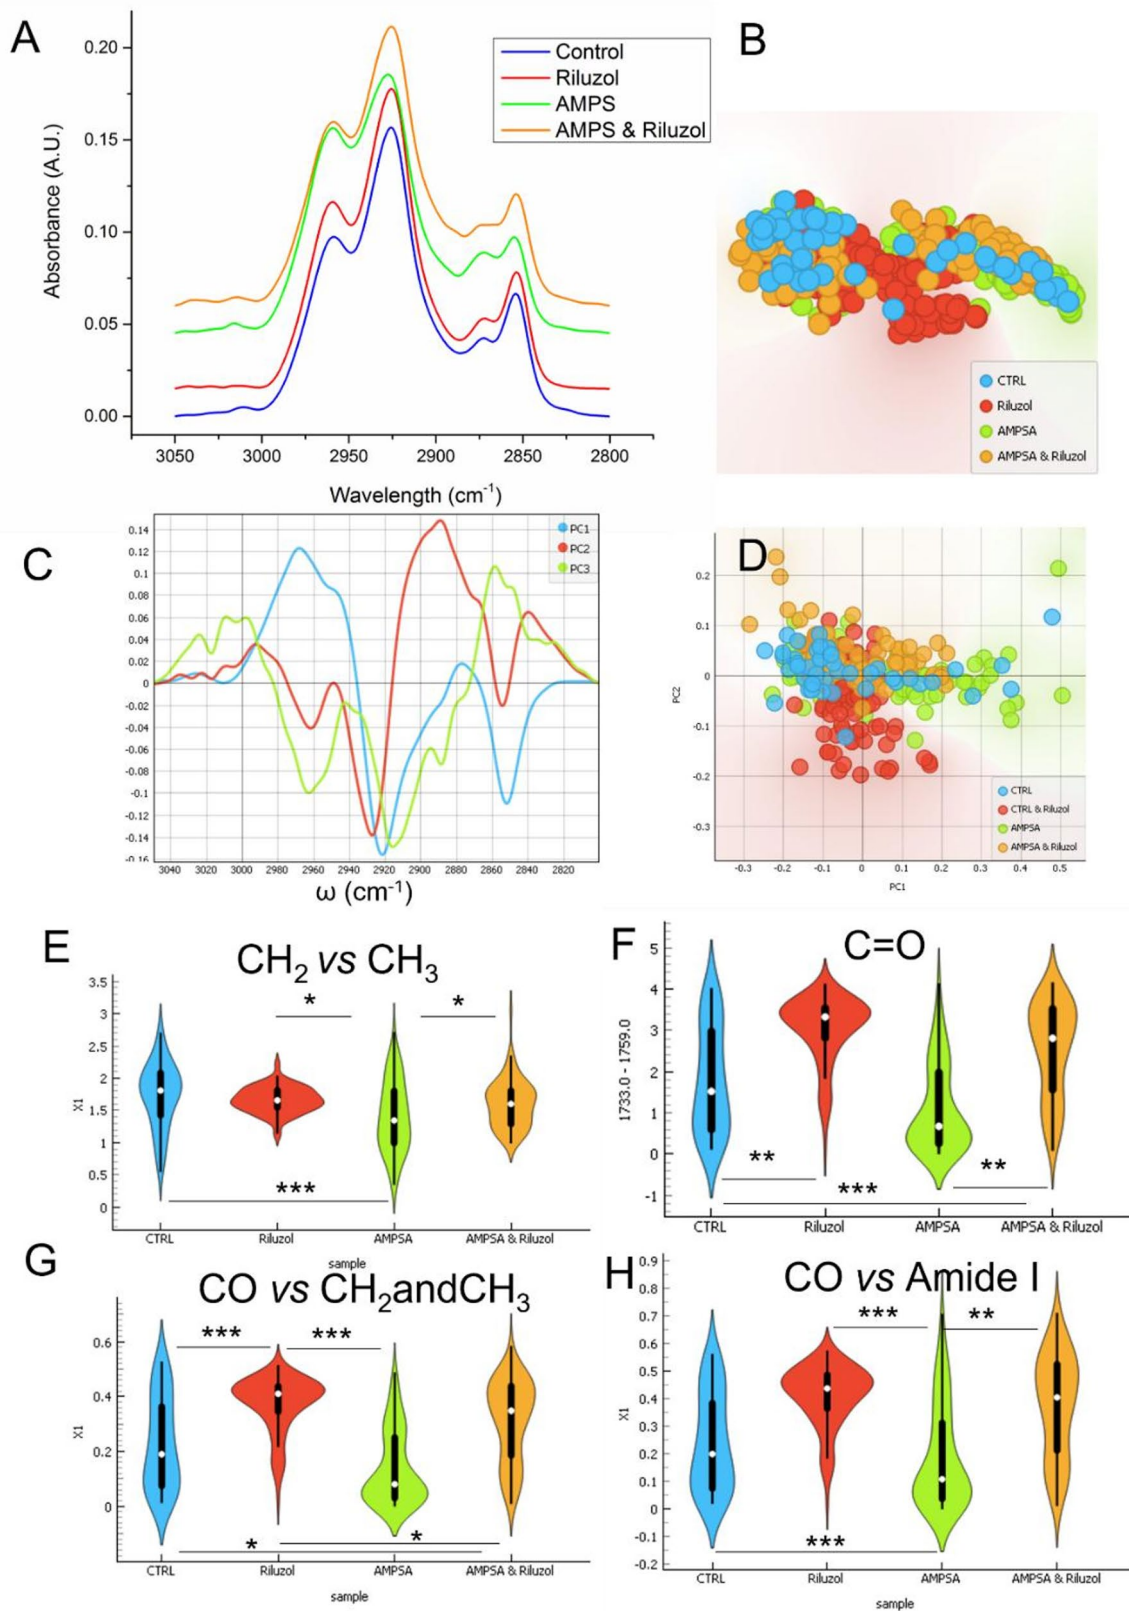 A
0.20
0.15
0.10
0.05
0.00
Absorbance (A.U.)
Control
Riluzol
AMPS
AMPS & Riluzol
3050 3000 2950 2900 2850 2800
Wavelength (cm-1)
B
CTRL
Riluzol
AMPSA
AMPSA & Riluzol
C
0.14
0.12
0.1
0.08
0.06
0.04
0.02
0
-0.02
-0.04
-0.06
-0.08
-0.1
-0.12
-0.14
-0.16
PC1
PC2
PC3
3040 3020 3000 2980 2960 2940 2920 2900 2880 2860 2840 2820
ω (cm-1)
D
0.2
0.1
0
-0.1
-0.2
-0.3
PC2
CTRL
CTRL & Riluzol
AMPSA
AMPSA & Riluzol
-0.3 -0.2 -0.1 0 0.1 0.2 0.3 0.4 0.5
PC1
E
CH2 vs CH3
3.5
3
2.5
2
1.5
1
0.5
0
X1
* *
***
CTRL Riluzol AMPSA AMPSA & Riluzol
sample
F
C=O
5
4
3
2
1
0
-1
1733.0 - 1759.0
** *** **
CTRL Riluzol AMPSA AMPSA & Riluzol
G
CO vs CH2andCH3
0.6
0.4
0.2
0
X1
*** ***
* *
CTRL Riluzol AMPSA AMPSA & Riluzol
sample
H
CO vs Amide I
0.9
0.8
0.7
0.6
0.5
0.4
0.3
0.2
0.1
0
-0.1
-0.2
X1
*** **
***
CTRL Riluzol AMPSA AMPSA & Riluzol
sample